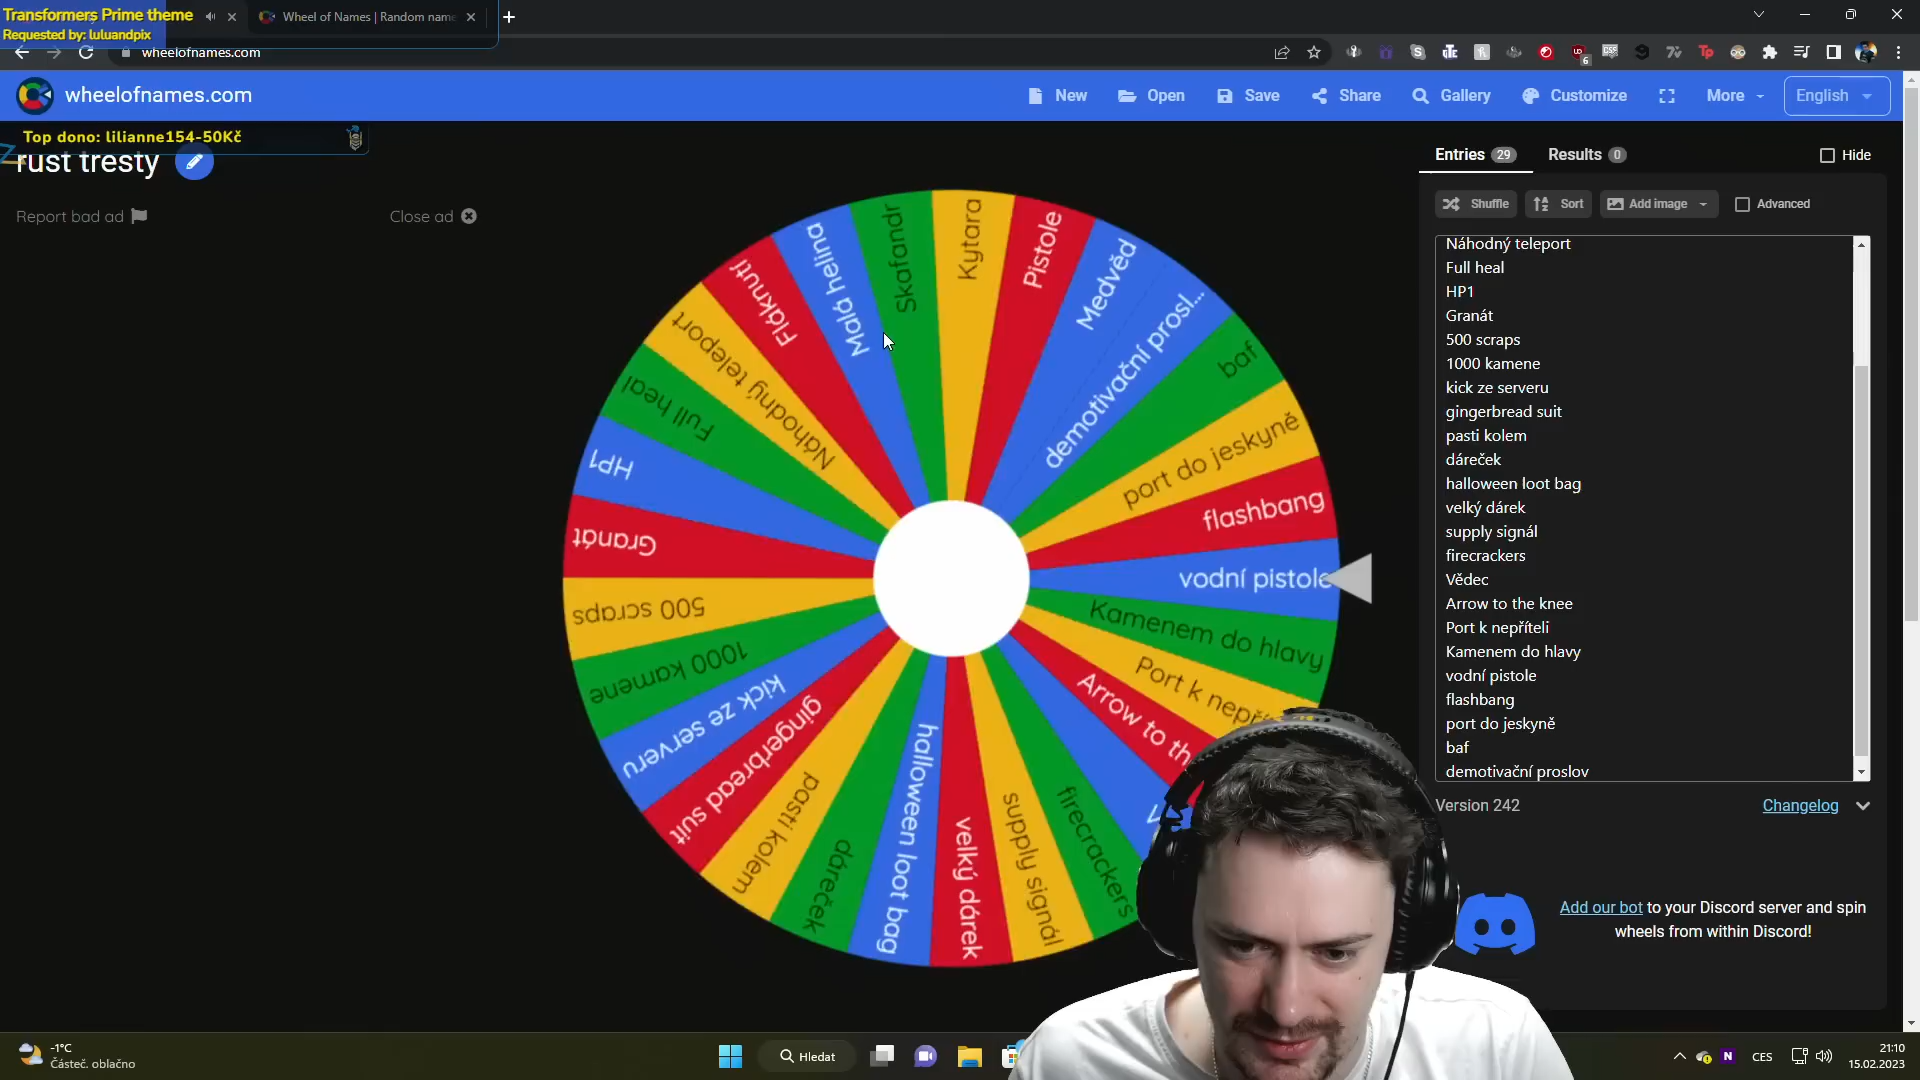 Transformers Prime theme
Requested by: luluandpix
Wheel of Names | Random name
wheelofnames.com
wheelofnames.com
New
Open
Save
Share
Gallery
Customize
More
English
Top dono: lilianne154-50Kč
rust tresty
Report bad ad
Close ad
Entries 29
Results 0
Hide
Shuffle
Sort
Add image
Advanced
Náhodný teleport
Full heal
HP1
Granát
500 scraps
1000 kamene
kick ze serveru
gingerbread suit
pasti kolem
dáreček
halloween loot bag
velký dárek
supply signál
firecrackers
Vědec
Arrow to the knee
Port k nepříteli
Kamenem do hlavy
vodní pistole
flashbang
port do jeskyně
baf
demotivační proslov
Version 242
Changelog
Add our bot to your Discord server and spin
wheels from within Discord!
Kytara
Pistole
Medvěd
demotivační prosl...
baf
port do jeskyně
flashbang
vodní pistole
Kamenem do hlavy
Port k nepří
Arrow to th
V
firecrackers
supply signál
velký dárek
halloween loot bag
dáreček
pasti kolem
gingerbread suit
kick ze serveru
1000 kamene
500 scraps
Granát
HP1
Full heal
Náhodný teleport
Fláknutí
Malá helina
Skafandr
-1°C
Částeč. oblačno
Hledat
CES
21:10
15.02.2023